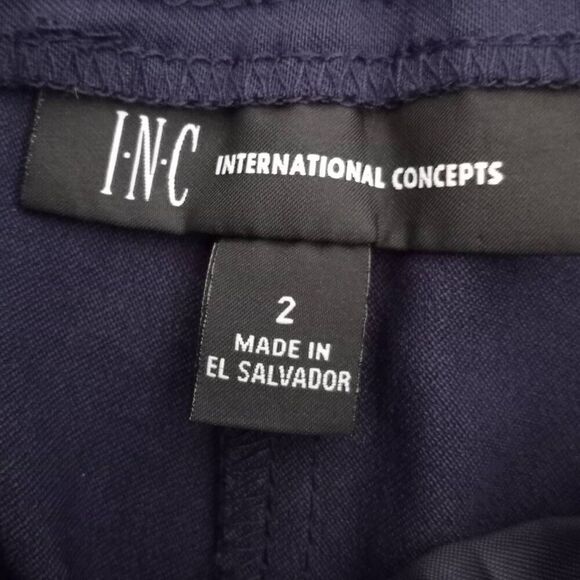 I·N·C INTERNATIONAL CONCEPTS
2
MADE IN
EL SALVADOR